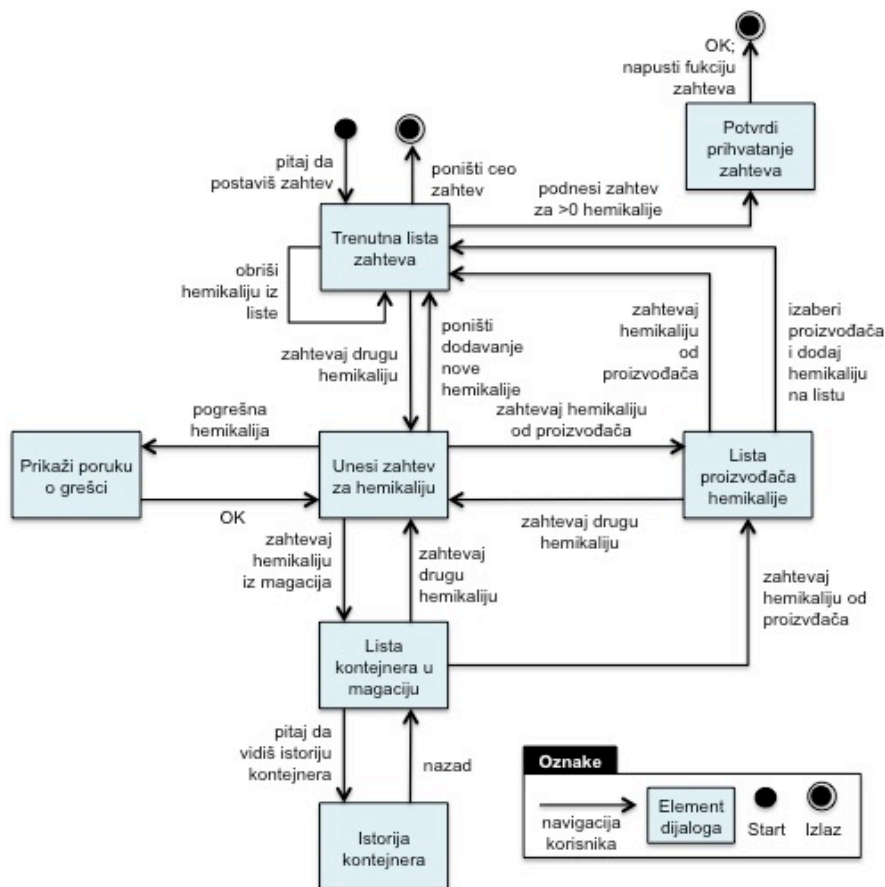 OK;
napusti fukciju
zahteva
Potvrdi
prihvatanje
zahteva
pitaj da
postaviš zahtev
poništi ceo
zahtev
podnesi zahtev
za >0 hemikalije
Trenutna lista
zahteva
obriši
hemikaliju iz
liste
zahtevaj drugu
hemikaliju
poništi
dodavanje
nove
hemikalije
zahtevaj
hemikaliju
od
proizvođača
izaberi
proizvođača
i dodaj
hemikaliju
na listu
pogrešna
hemikalija
zahtevaj hemikaliju
od proizvođača
Prikaži poruku
o grešci
Unesi zahtev
za hemikaliju
Lista
proizvođača
hemikalije
OK
zahtevaj drugu
hemikaliju
zahtevaj
hemikaliju
iz magacija
zahtevaj
drugu
hemikaliju
zahtevaj
hemikaliju od
proizvđača
Lista
kontejnera u
magaciju
pitaj da
vidiš istoriju
kontejnera
nazad
Istorija
kontejnera
Oznake
navigacija
korisnika
Element
dijaloga
Start
Izlaz